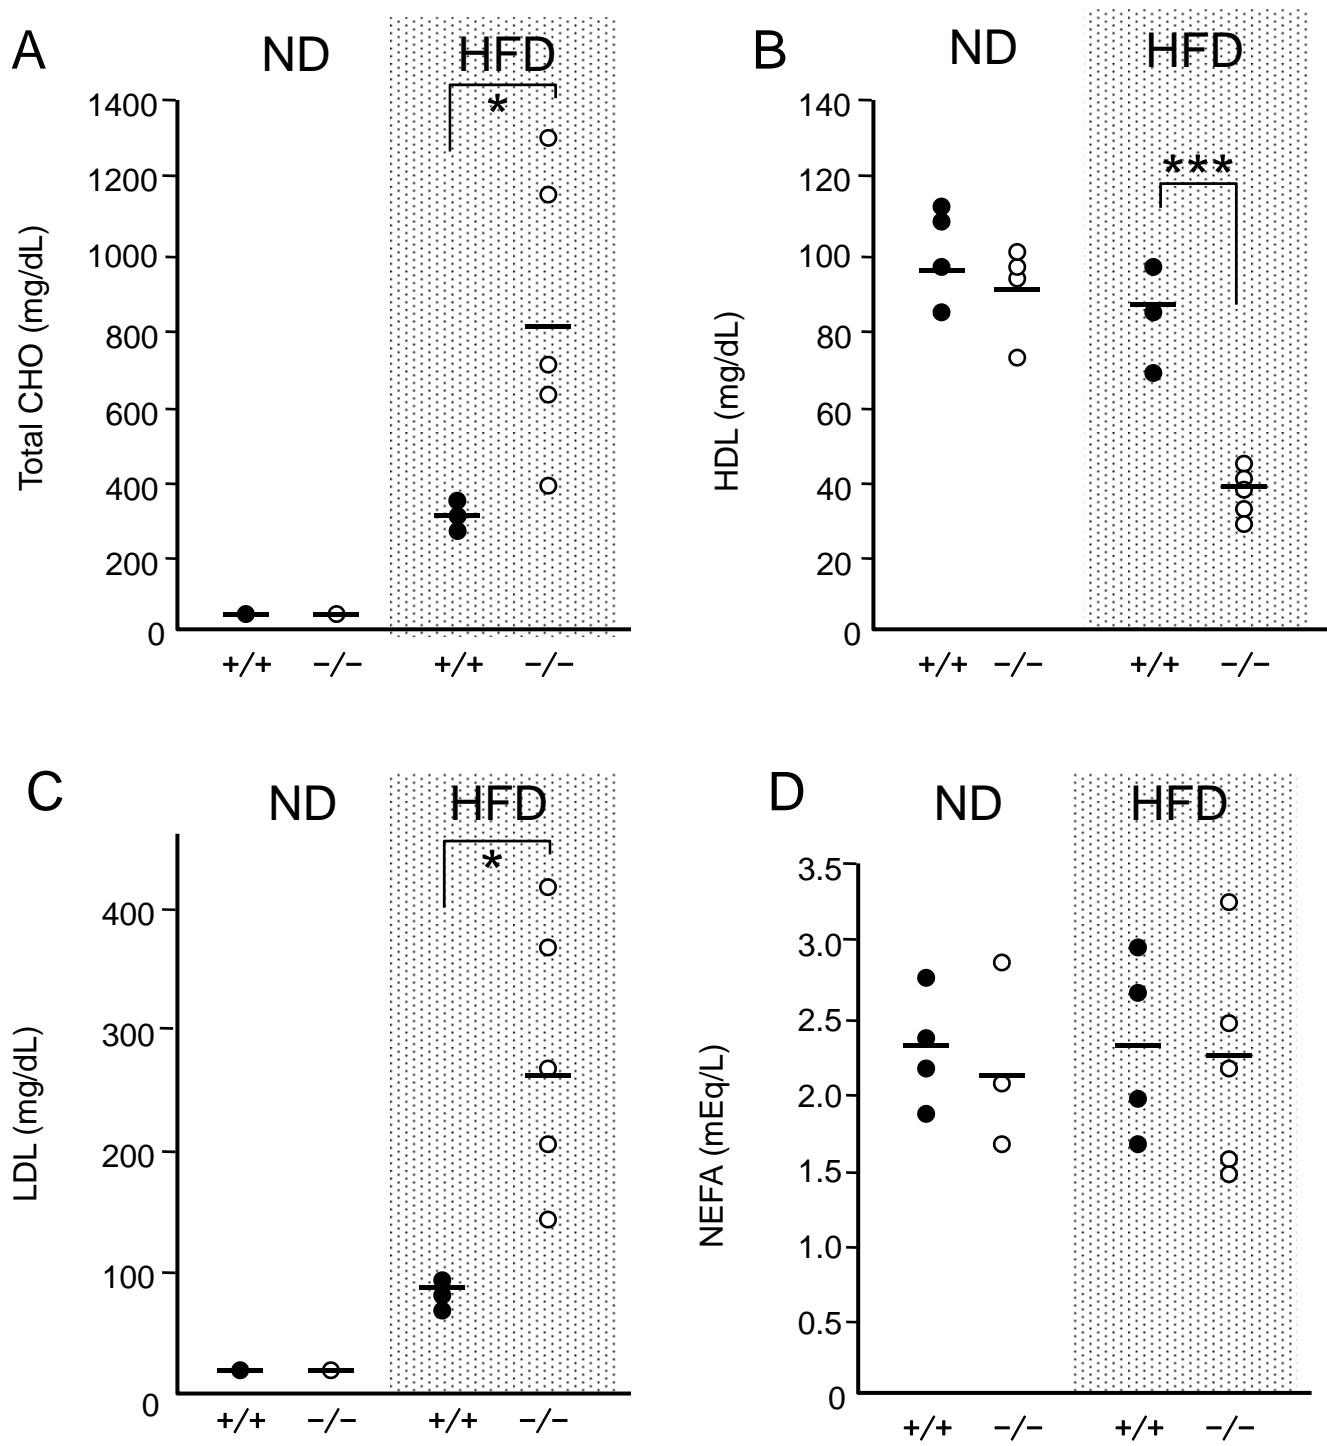 A
ND
HFD
*
Total CHO (mg/dL)
1400
1200
1000
800
600
400
200
0
+/+ −/− +/+ −/−
B
ND
HFD
***
HDL (mg/dL)
140
120
100
80
60
40
20
0
+/+ −/− +/+ −/−
C
ND
HFD
*
LDL (mg/dL)
400
300
200
100
0
+/+ −/− +/+ −/−
D
ND
HFD
NEFA (mEq/L)
3.5
3.0
2.5
2.0
1.5
1.0
0.5
0
+/+ −/− +/+ −/−